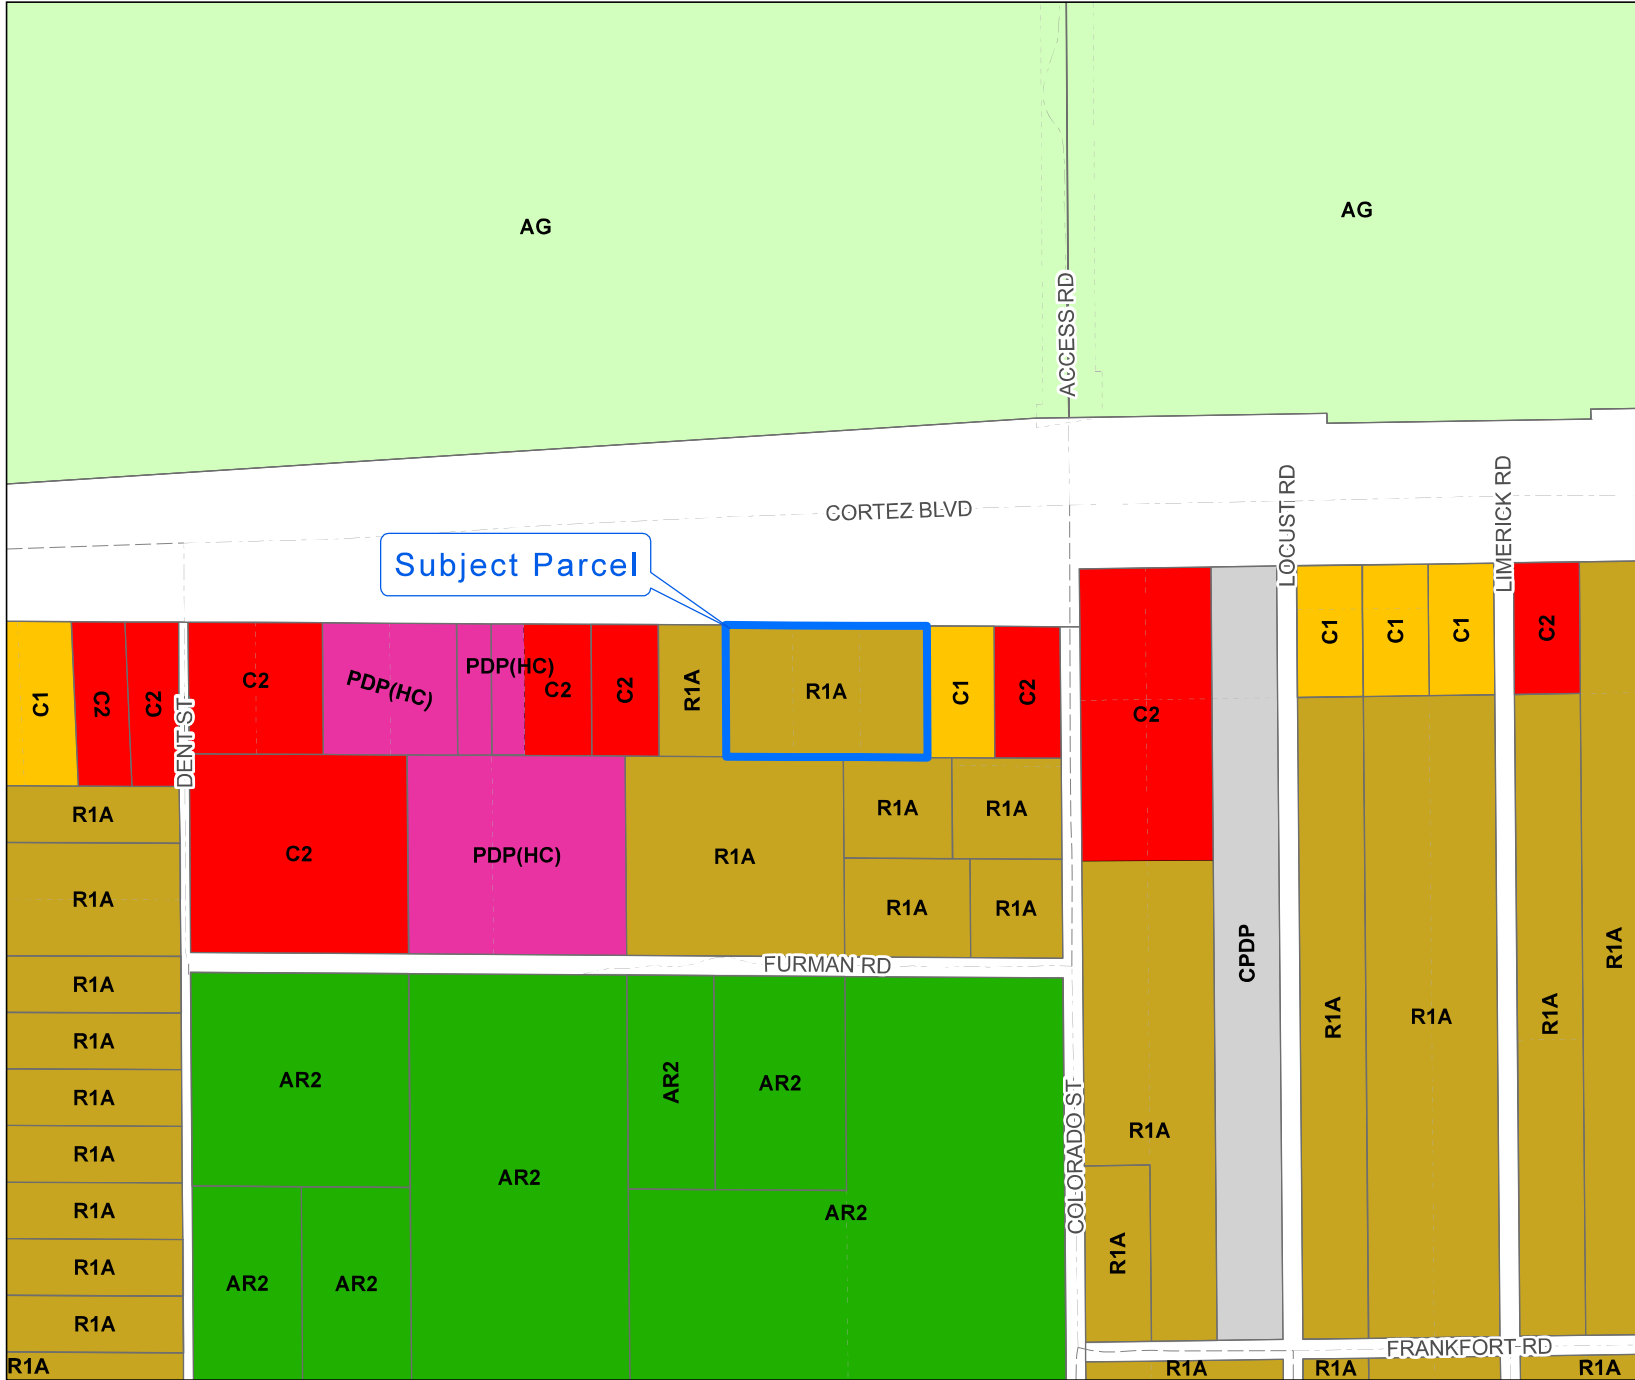 AG
AG
ACCESS RD
CORTEZ BLVD
LOCUST RD
LIMERICK RD
Subject Parcel
C1
C2
C2
DENT ST
C2
PDP(HC)
PDP(HC)
C2
C2
R1A
R1A
C1
C2
C2
C1
C1
C1
C2
R1A
R1A
R1A
C2
PDP(HC)
R1A
R1A
R1A
R1A
R1A
CPDP
R1A
FURMAN RD
R1A
R1A
R1A
R1A
R1A
R1A
R1A
R1A
R1A
R1A
R1A
AR2
AR2
AR2
AR2
AR2
AR2
AR2
COLORADO ST
R1A
R1A
R1A
R1A
FRANKFORT RD
R1A
R1A
R1A